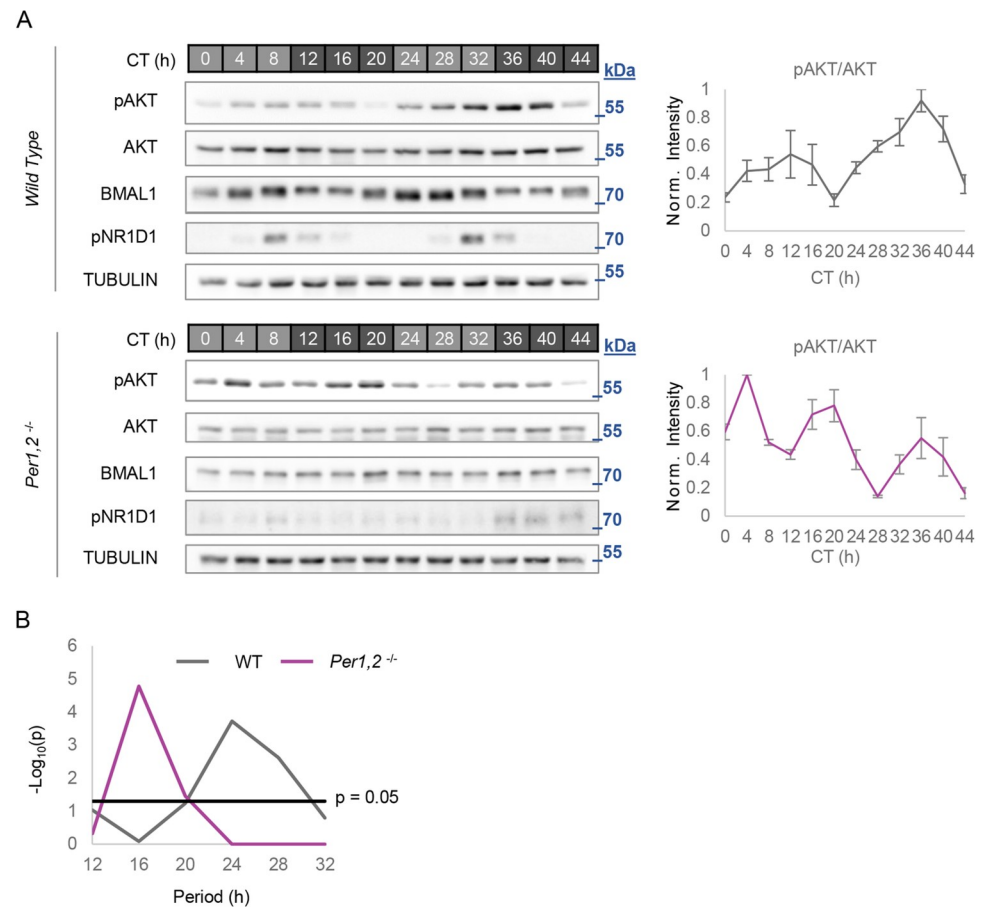 A
CT (h) 0 4 8 12 16 20 24 28 32 36 40 44
kDa
Wild Type
pAKT 55
AKT 55
BMAL1 70
pNR1D1 70
TUBULIN 55
pAKT/AKT
Norm. Intensity
1
0.8
0.6
0.4
0.2
0
0 4 8 12 16 20 24 28 32 36 40 44
CT (h)
CT (h) 0 4 8 12 16 20 24 28 32 36 40 44
kDa
Per1,2 -/-
pAKT 55
AKT 55
BMAL1 70
pNR1D1 70
TUBULIN 55
pAKT/AKT
Norm. Intensity
1
0.8
0.6
0.4
0.2
0
0 4 8 12 16 20 24 28 32 36 40 44
CT (h)
B
WT Per1,2 -/-
-Log10(p)
6
5
4
3
2
1
0
p = 0.05
12 16 20 24 28 32
Period (h)